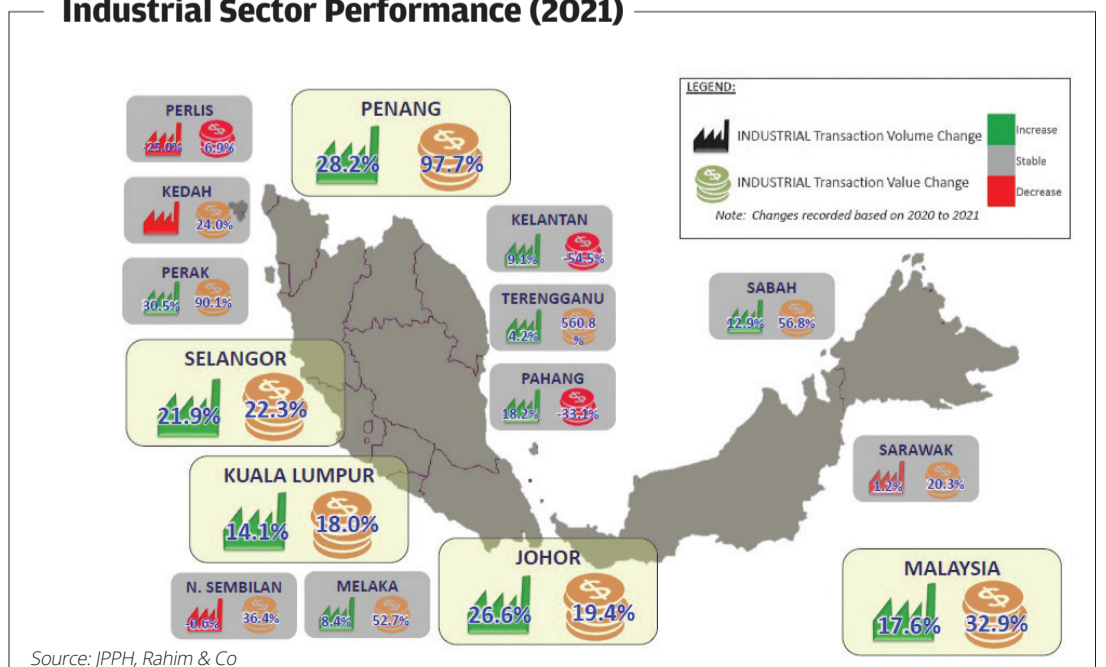 Industrial Sector Performance (2021)
PERLIS
-25.0% -6.9%
PENANG
28.2% 97.7%
LEGEND:
INDUSTRIAL Transaction Volume Change
INDUSTRIAL Transaction Value Change
Increase
Stable
Decrease
Note: Changes recorded based on 2020 to 2021
KEDAH
24.0%
KELANTAN
9.1% -54.5%
PERAK
30.5% 90.1%
TERENGGANU
4.2% 560.8
%
SABAH
12.9% 56.8%
SELANGOR
21.9% 22.3%
PAHANG
18.2% -33.1%
KUALA LUMPUR
14.1% 18.0%
SARAWAK
1.2% 20.3%
N. SEMBILAN
-0.6% 36.4%
MELAKA
8.4% 52.7%
JOHOR
26.6% 19.4%
MALAYSIA
17.6% 32.9%
Source: JPPH, Rahim & Co